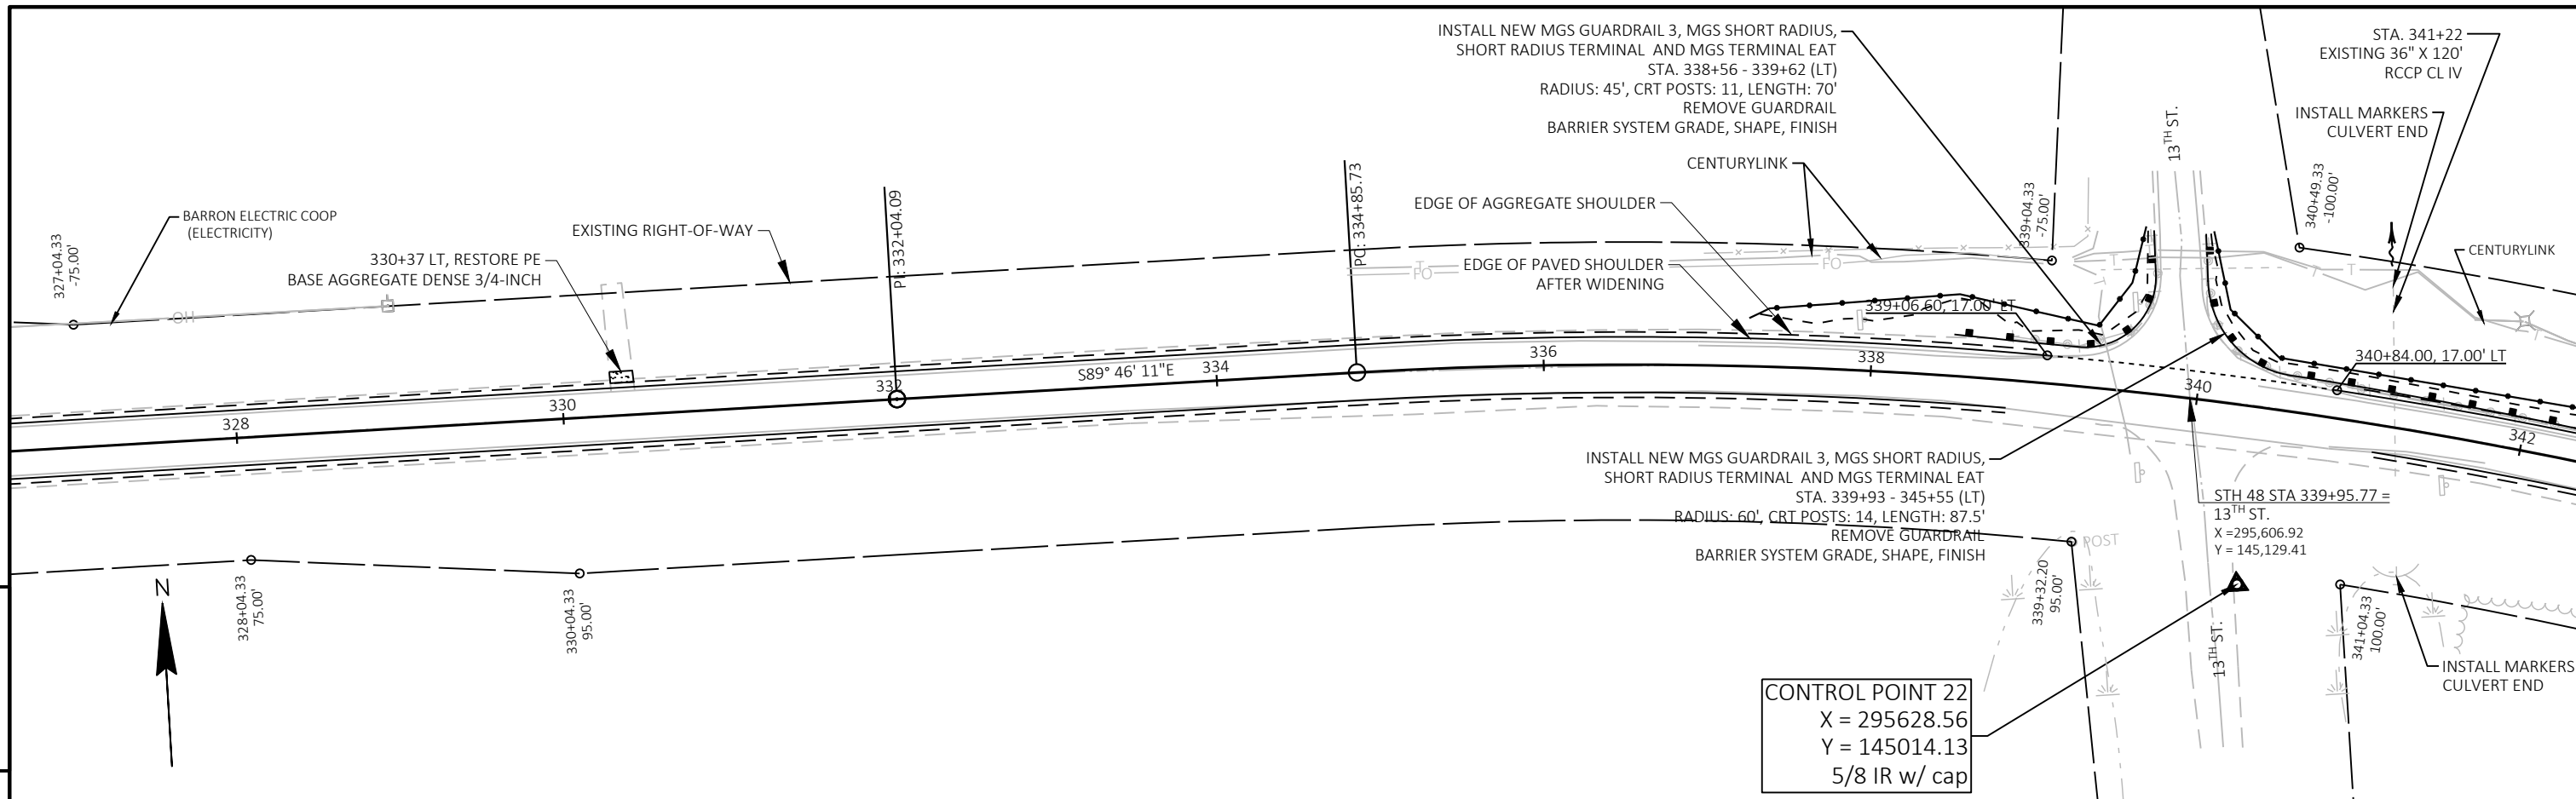 INSTALL NEW MGS GUARDRAIL 3, MGS SHORT RADIUS,
SHORT RADIUS TERMINAL AND MGS TERMINAL EAT
STA. 338+56 - 339+62 (LT)
RADIUS: 45', CRT POSTS: 11, LENGTH: 70'
REMOVE GUARDRAIL
BARRIER SYSTEM GRADE, SHAPE, FINISH
STA. 341+22
EXISTING 36" X 120'
RCCP CL IV
INSTALL MARKERS
CULVERT END
13TH ST.
CENTURYLINK
EDGE OF AGGREGATE SHOULDER
EDGE OF PAVED SHOULDER
AFTER WIDENING
339+04.33
-75.00'
340+49.33
-100.00'
CENTURYLINK
BARRON ELECTRIC COOP
(ELECTRICITY)
327+04.33
-75.00'
330+37 LT, RESTORE PE
BASE AGGREGATE DENSE 3/4-INCH
EXISTING RIGHT-OF-WAY
PI: 332+04.09
PC: 334+85.73
OH
T
FO
FO
T
T
T
339+06.60, 17.00' LT
340+84.00, 17.00' LT
328
330
332
S89° 46' 11"E
334
336
338
340
342
INSTALL NEW MGS GUARDRAIL 3, MGS SHORT RADIUS,
SHORT RADIUS TERMINAL AND MGS TERMINAL EAT
STA. 339+93 - 345+55 (LT)
RADIUS: 60', CRT POSTS: 14, LENGTH: 87.5'
REMOVE GUARDRAIL
BARRIER SYSTEM GRADE, SHAPE, FINISH
STH 48 STA 339+95.77 =
13TH ST.
X =295,606.92
Y = 145,129.41
POST
N
328+04.33
75.00'
330+04.33
95.00'
339+32.20
95.00'
13TH ST.
341+04.33
100.00'
INSTALL MARKERS
CULVERT END
CONTROL POINT 22
X = 295628.56
Y = 145014.13
5/8 IR w/ cap